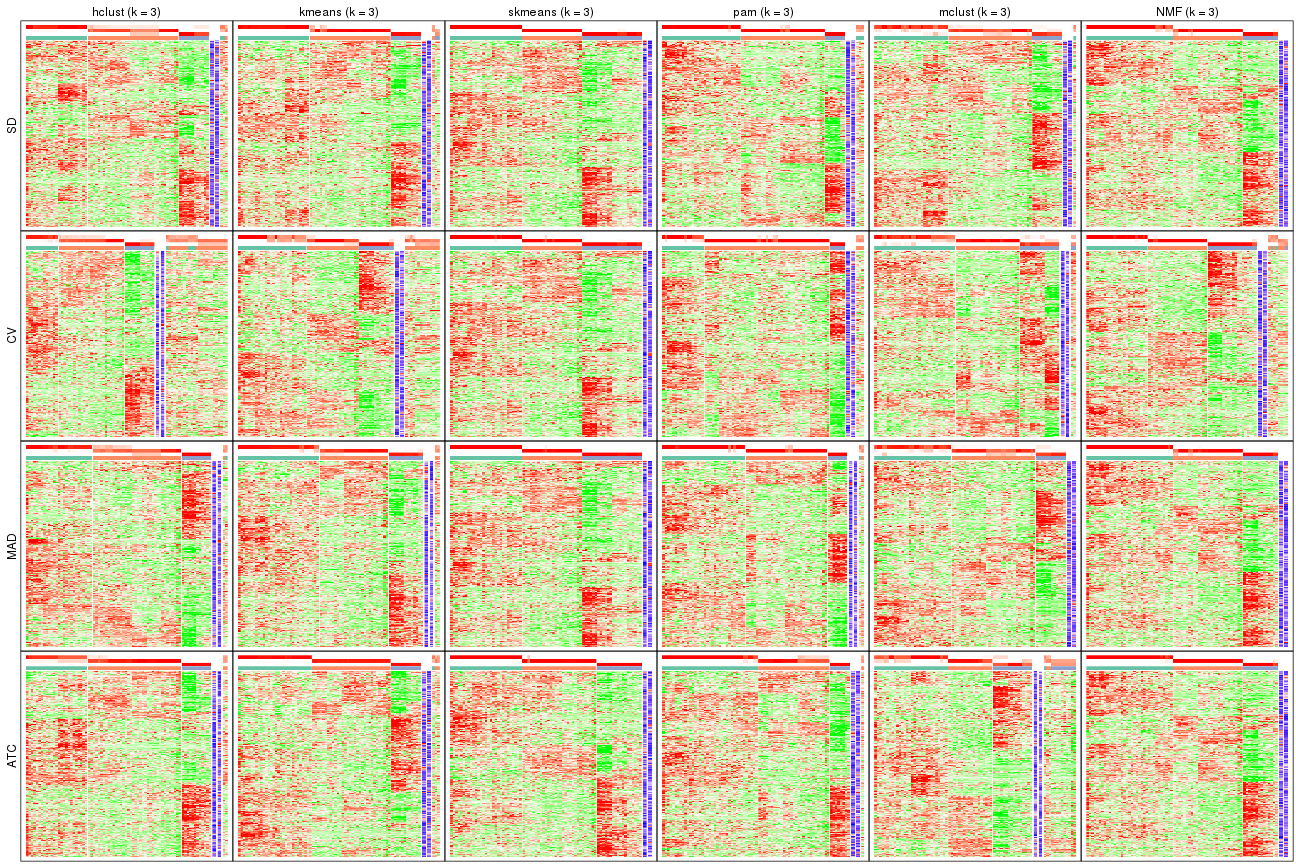 hclust (k = 3) kmeans (k = 3) skmeans (k = 3) pam (k = 3) mclust (k = 3) NMF (k = 3)
SD
CV
MAD
ATC